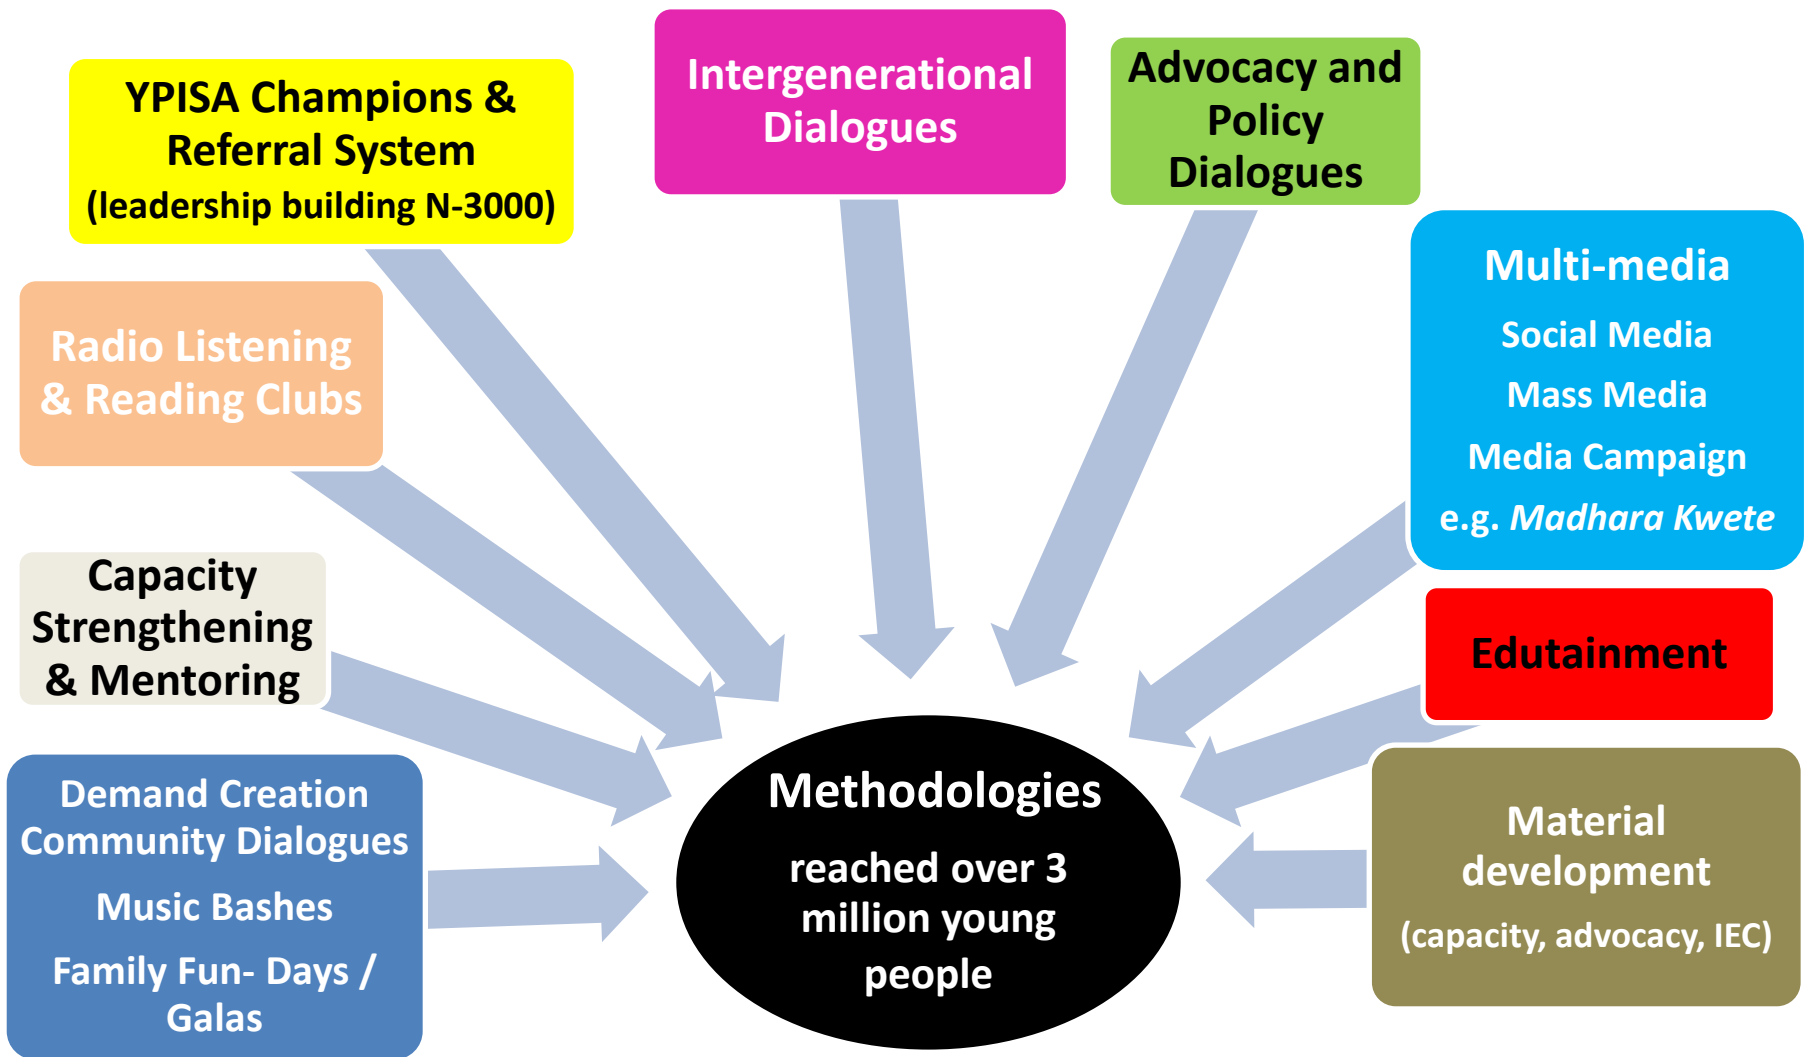 YPISA Champions &
Referral System
(leadership building N-3000)
Intergenerational
Dialogues
Advocacy and
Policy
Dialogues
Radio Listening
& Reading Clubs
Multi-media
Social Media
Mass Media
Media Campaign
e.g. Madhara Kwete
Capacity
Strengthening
& Mentoring
Edutainment
Demand Creation
Community Dialogues
Music Bashes
Family Fun- Days /
Galas
Methodologies
reached over 3
million young
people
Material
development
(capacity, advocacy, IEC)